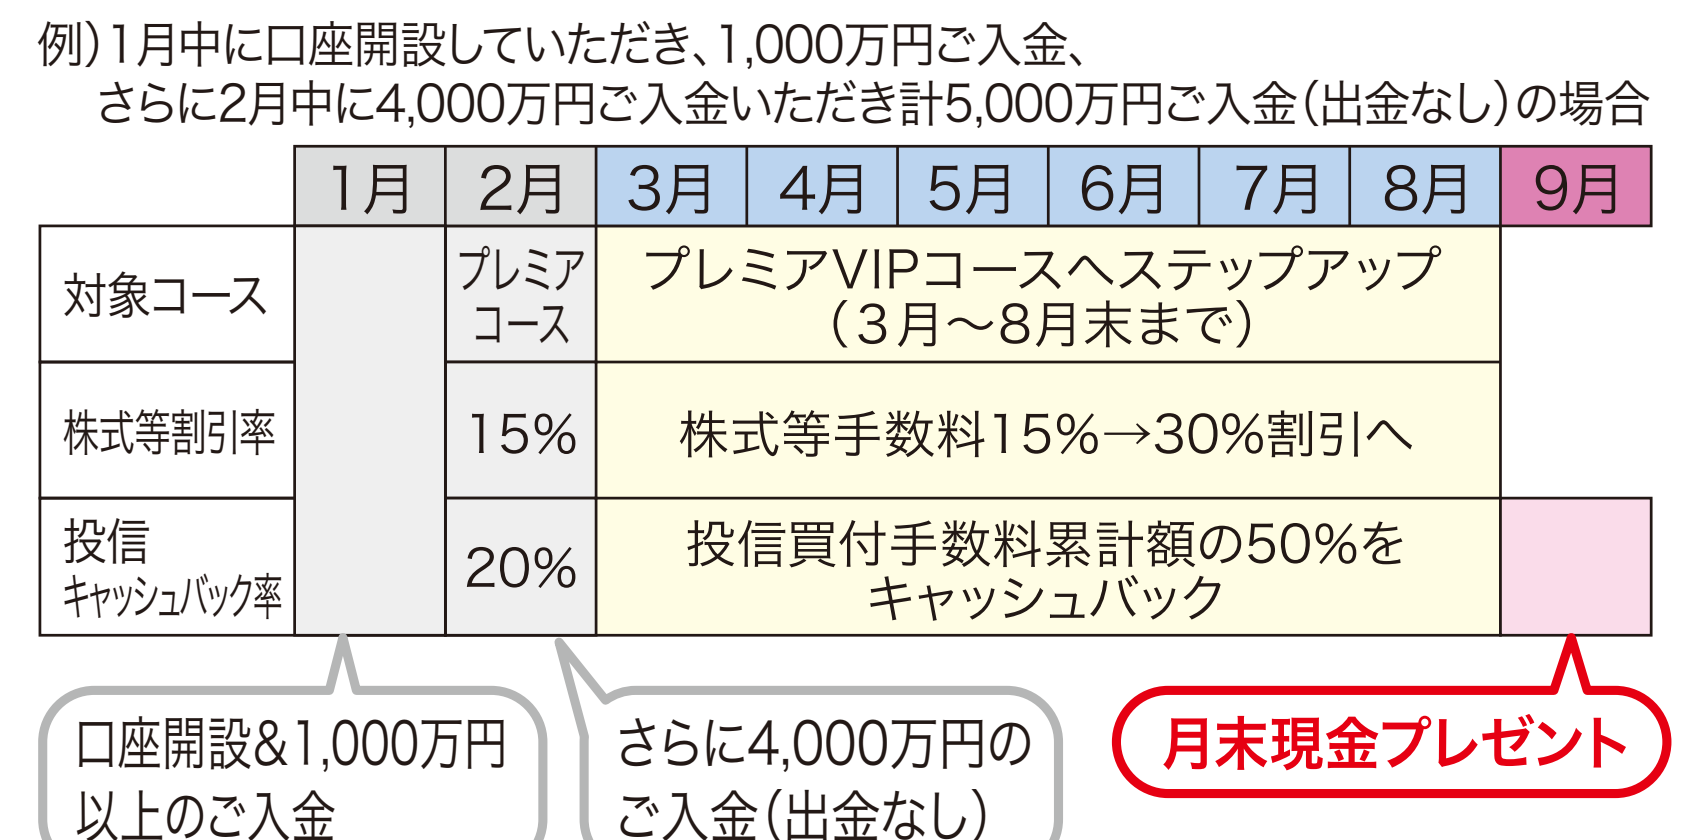 例）1月中に口座開設していただき、1,000万円ご入金、
さらに2月中に4,000万円ご入金いただき計5,000万円ご入金（出金なし）の場合
1月 2月 3月 4月 5月 6月 7月 8月 9月
対象コース
プレミア
コース
プレミアVIPコースへステップアップ
（3月～8月末まで）
株式等割引率
15%
株式等手数料15%→30%割引へ
投信
キャッシュバック率
20%
投信買付手数料累計額の50%を
キャッシュバック
口座開設&1,000万円
以上のご入金
さらに4,000万円の
ご入金（出金なし）
月末現金プレゼント